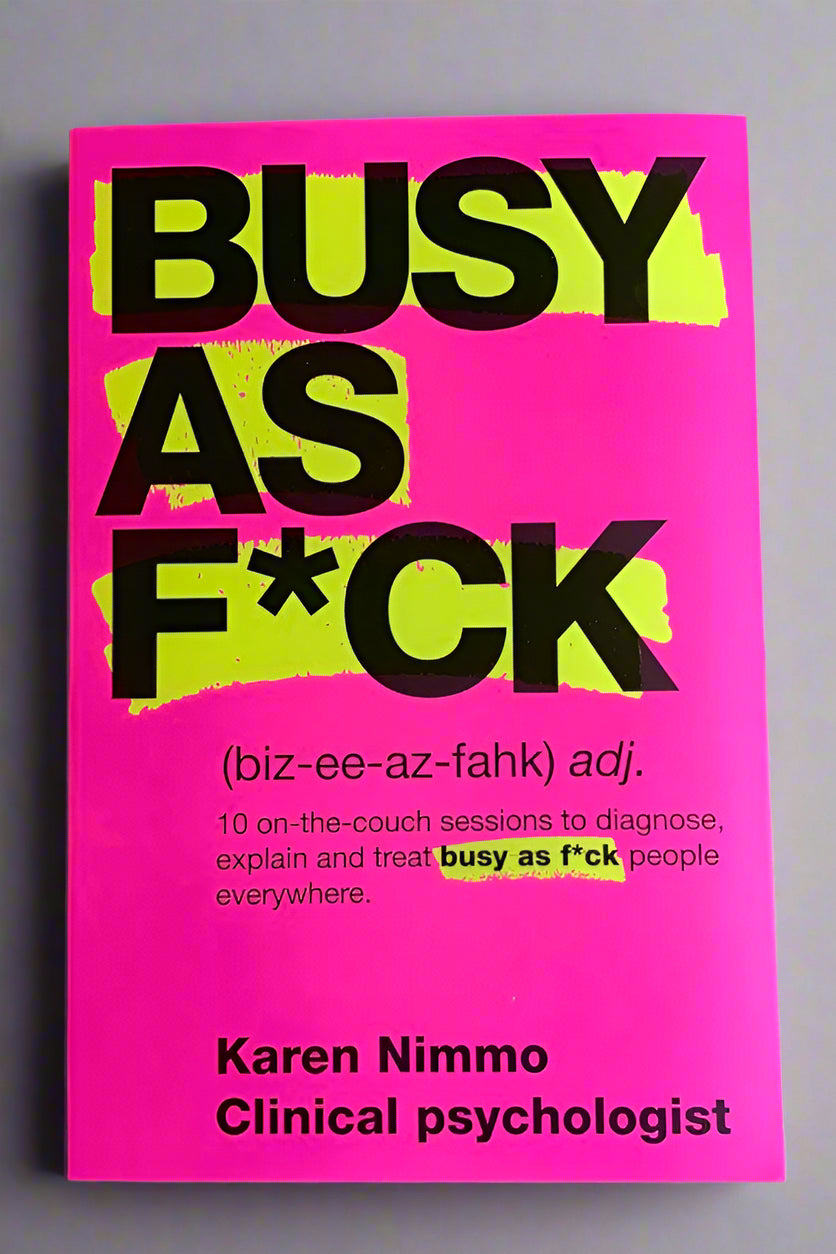 BUSY
AS
F*CK
(biz-ee-az-fahk) adj.
10 on-the-couch sessions to diagnose,
explain and treat busy as f*ck people
everywhere.
Karen Nimmo
Clinical psychologist